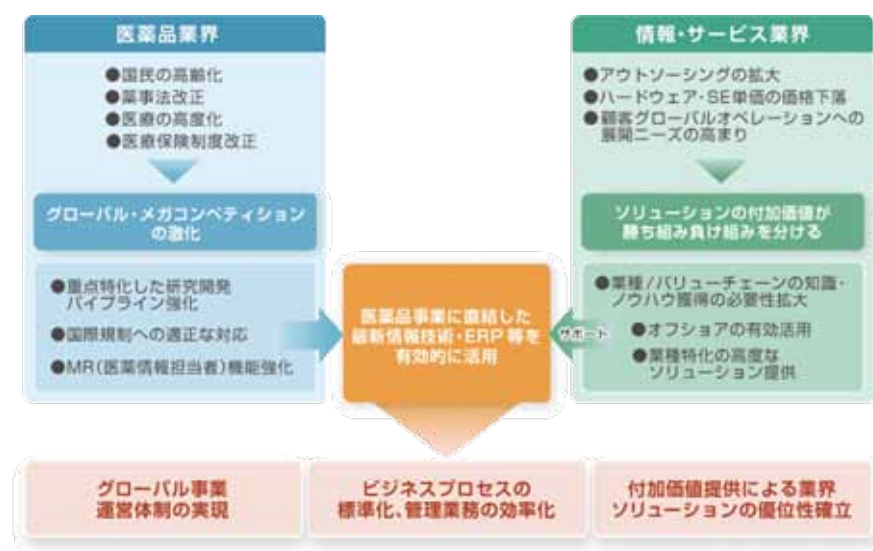 医薬品業界
●国民の高齢化
●薬事法改正
●医療の高度化
●医療保険制度改正
グローバル・メガコンペティション
の激化
●重点特化した研究開発
パイプライン強化
●国際規制への適正な対応
●MR(医薬情報担当者)機能強化
医薬品事業に直結した
最新情報技術・ERP等を
有効的に活用
サポート
情報・サービス業界
●アウトソーシングの拡大
●ハードウェア・SE単価の価格下落
●顧客グローバルオペレーションへの
展開ニーズの高まり
ソリューションの付加価値が
勝ち組み負け組みを分ける
●業種/バリューチェーンの知識・
ノウハウ獲得の必要性拡大
●オフショアの有効活用
●業種特化の高度な
ソリューション提供
グローバル事業
運営体制の実現
ビジネスプロセスの
標準化、管理業務の効率化
付加価値提供による業界
ソリューションの優位性確立